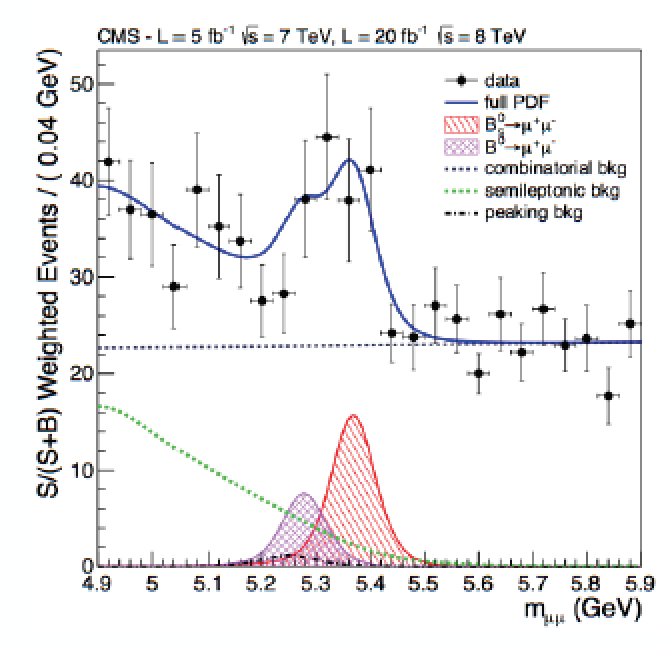 CMS - L = 5 fb⁻¹ √s = 7 TeV, L = 20 fb⁻¹ √s = 8 TeV
S/(S+B) Weighted Events / ( 0.04 GeV)
50
40
30
20
10
0
data
full PDF
B⁰ₛ→μ⁺μ⁻
B⁰→μ⁺μ⁻
combinatorial bkg
semileptonic bkg
peaking bkg
4.9 5 5.1 5.2 5.3 5.4 5.5 5.6 5.7 5.8 5.9
m_μμ (GeV)